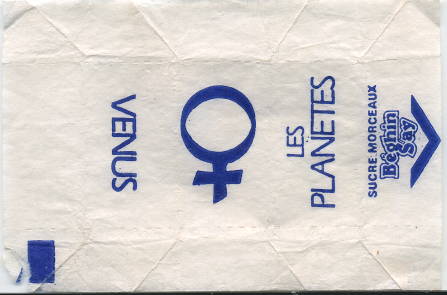 SUCRE MORCEAUX
Béghin
Say
LES
PLANETES
VENUS